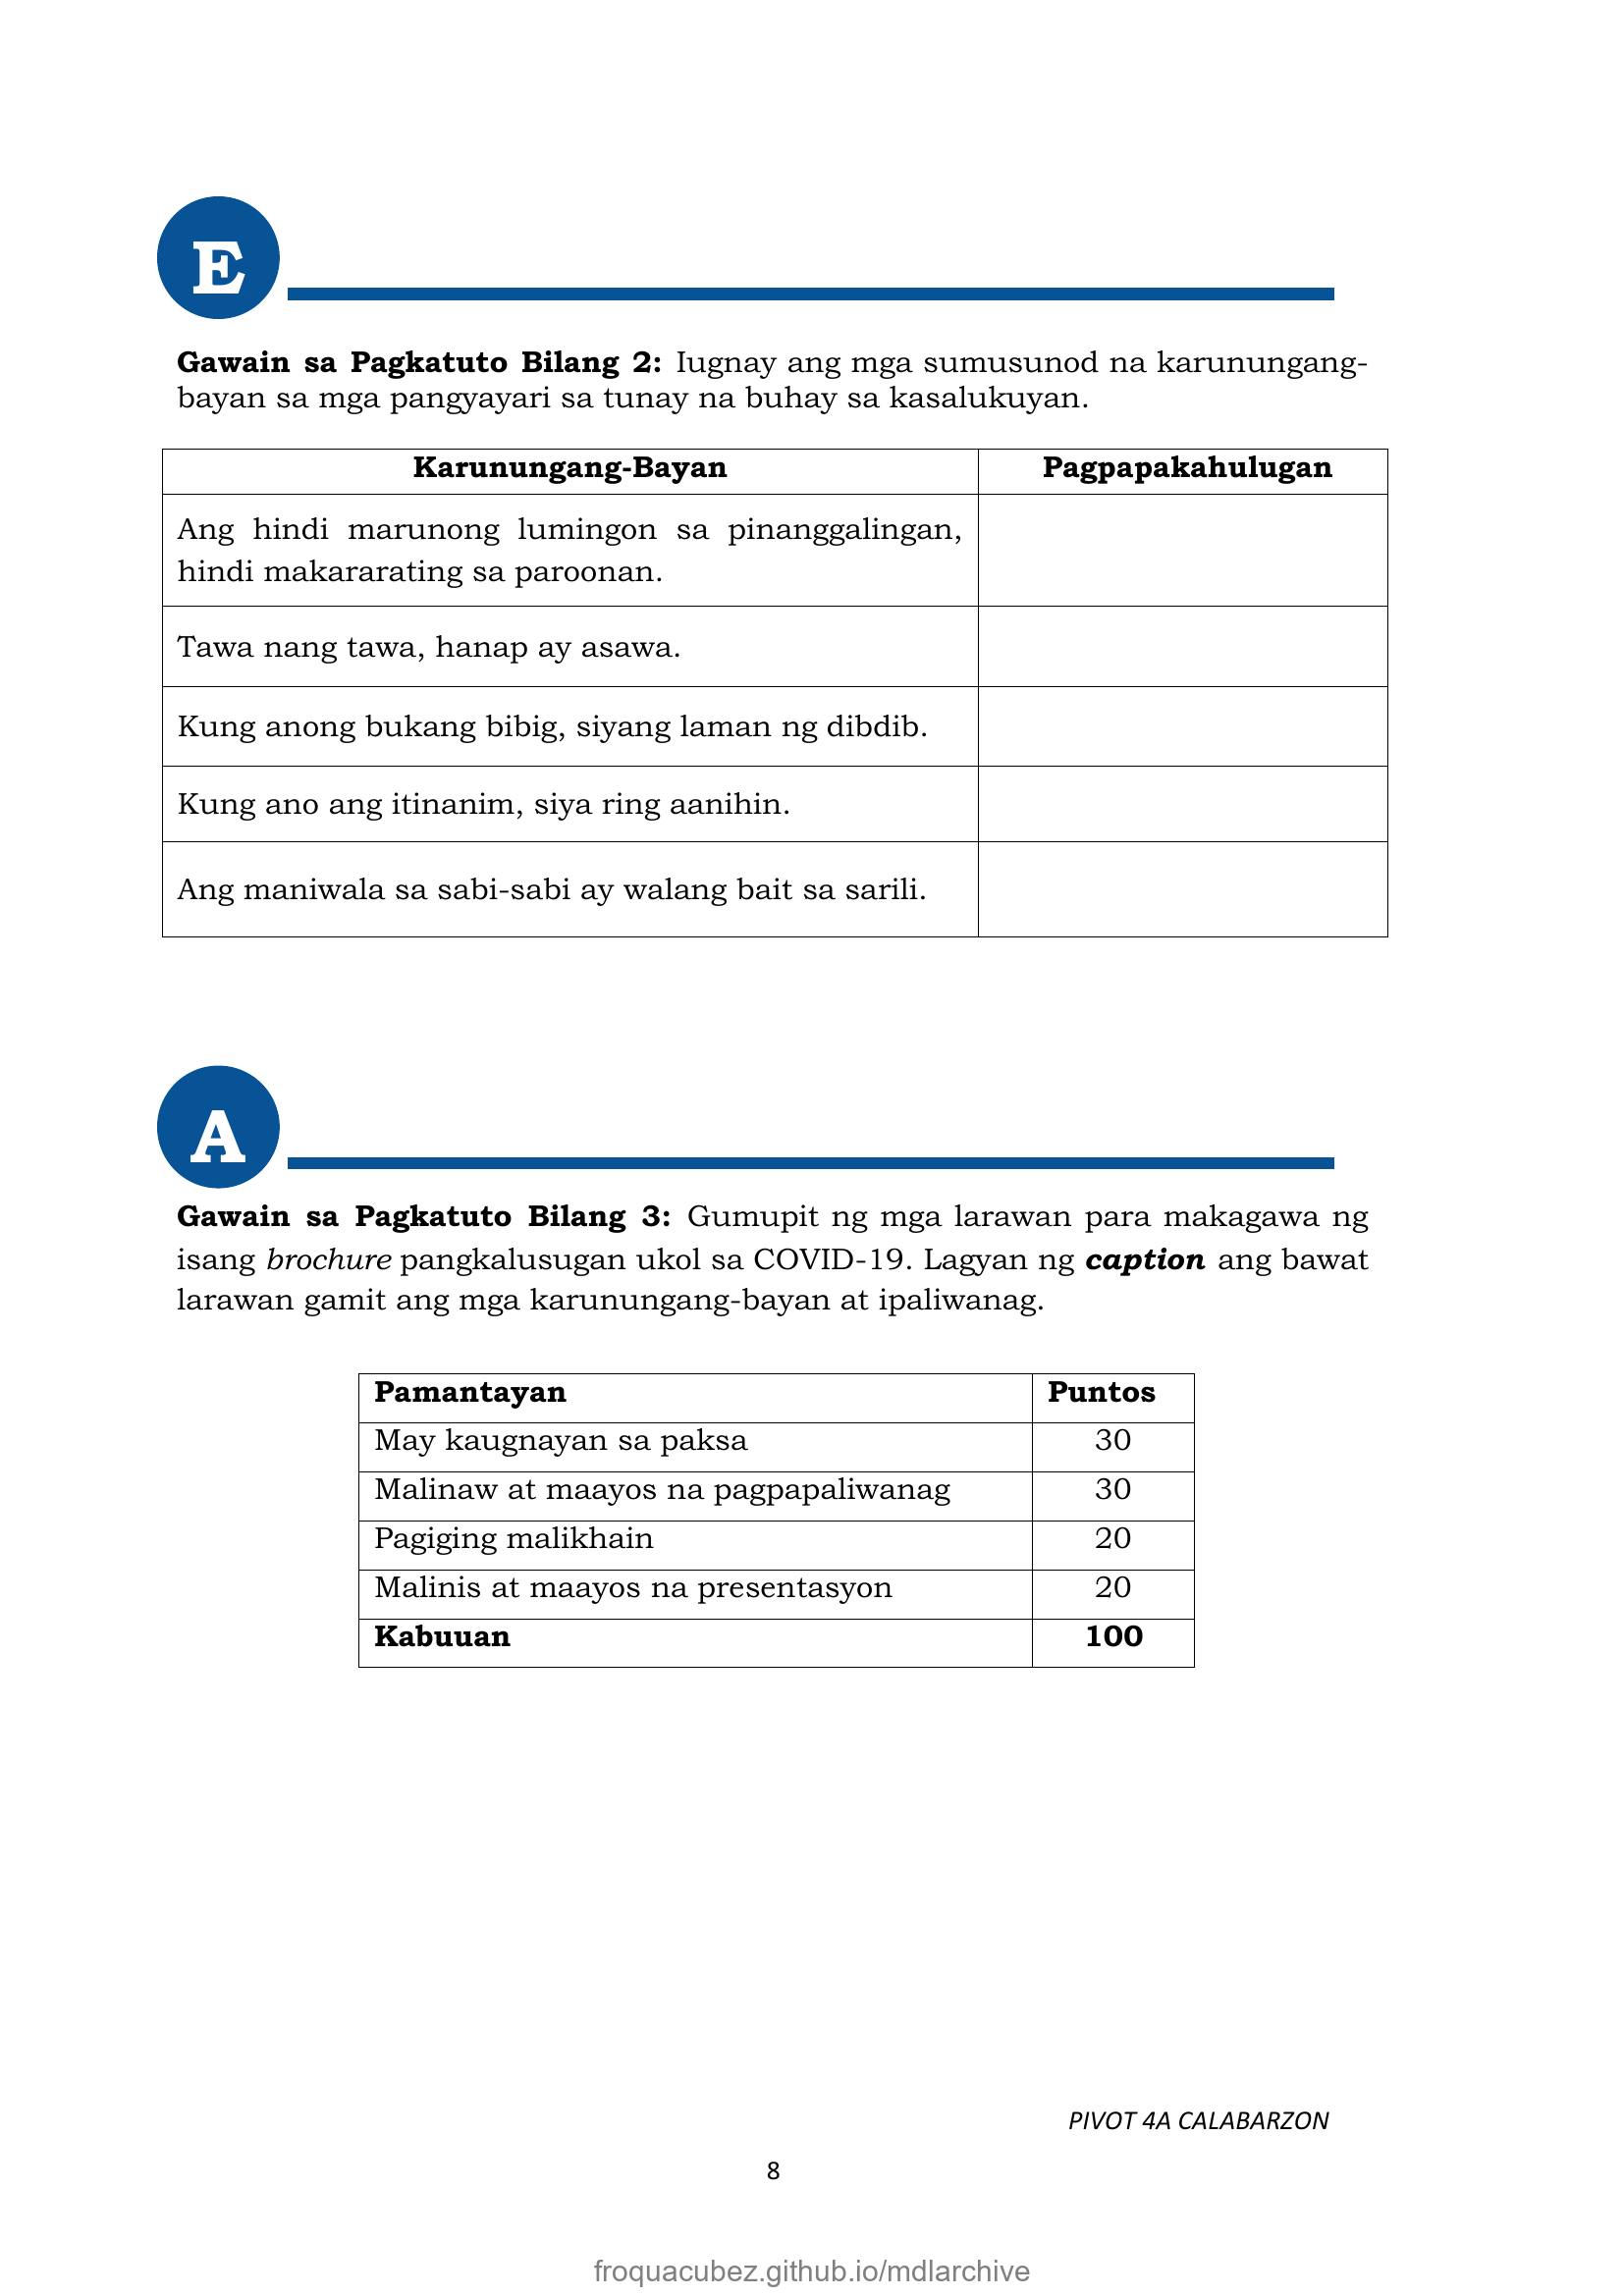 E
Gawain sa Pagkatuto Bilang 2: Iugnay ang mga sumusunod na karunungang-
bayan sa mga pangyayari sa tunay na buhay sa kasalukuyan.
Karunungang-Bayan Pagpapakahulugan
Ang hindi marunong lumingon sa pinanggalingan,
hindi makararating sa paroonan.
Tawa nang tawa, hanap ay asawa.
Kung anong bukang bibig, siyang laman ng dibdib.
Kung ano ang itinanim, siya ring aanihin.
Ang maniwala sa sabi-sabi ay walang bait sa sarili.
A
Gawain sa Pagkatuto Bilang 3: Gumupit ng mga larawan para makagawa ng
isang brochure pangkalusugan ukol sa COVID-19. Lagyan ng caption ang bawat
larawan gamit ang mga karunungang-bayan at ipaliwanag.
Pamantayan Puntos
May kaugnayan sa paksa 30
Malinaw at maayos na pagpapaliwanag 30
Pagiging malikhain 20
Malinis at maayos na presentasyon 20
Kabuuan 100
PIVOT 4A CALABARZON
8
froquacubez.github.io/mdlarchive